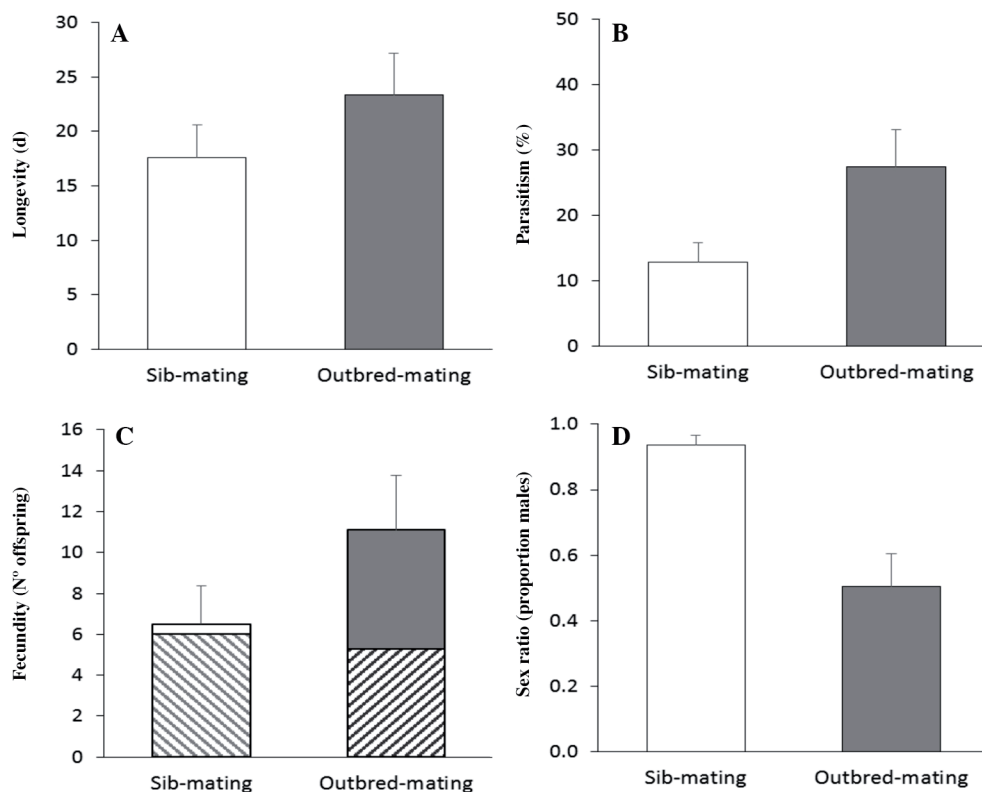 A
Longevity (d)
30
25
20
15
10
5
0
Sib-mating
Outbred-mating
B
Parasitism (%)
50
40
30
20
10
0
Sib-mating
Outbred-mating
C
Fecundity (Nº offspring)
16
14
12
10
8
6
4
2
0
Sib-mating
Outbred-mating
D
Sex ratio (proportion males)
1.0
0.8
0.6
0.4
0.2
0.0
Sib-mating
Outbred-mating